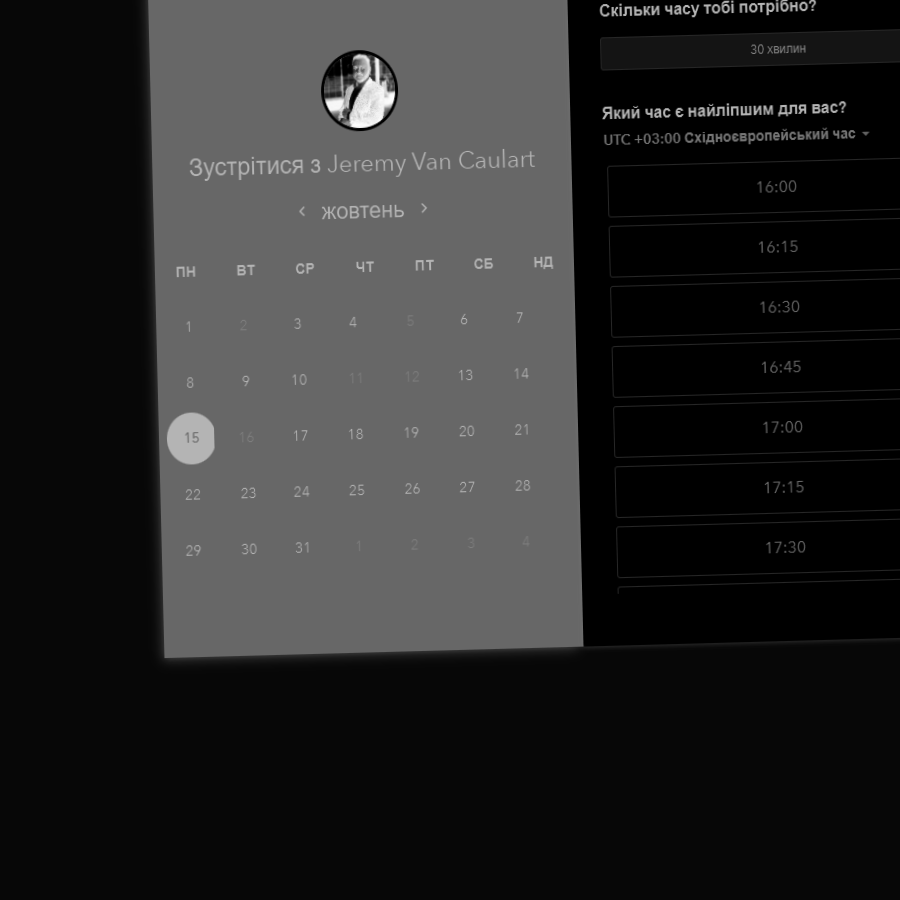 Зустрітися з Jeremy Van Caulart
‹ жовтень ›
ПН ВТ СР ЧТ ПТ СБ НД
1 2 3 4 5 6 7
8 9 10 11 12 13 14
15 16 17 18 19 20 21
22 23 24 25 26 27 28
29 30 31 1 2 3 4
Скільки часу тобі потрібно?
30 хвилин
Який час є найліпшим для вас?
UTC +03:00 Східноєвропейський час
16:00
16:15
16:30
16:45
17:00
17:15
17:30